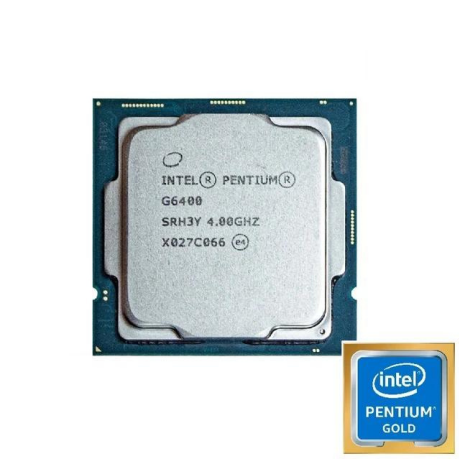 INTEL® PENTIUM®
G6400
SRH3Y 4.00GHZ
X027C066 e4
intel®
PENTIUM®
GOLD